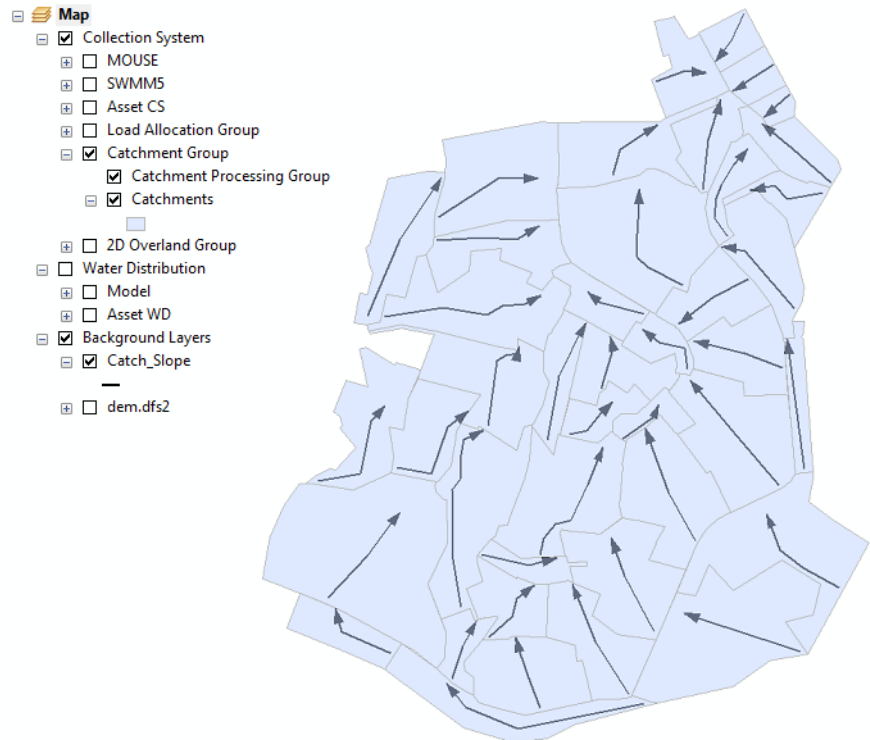 Map
Collection System
MOUSE
SWMM5
Asset CS
Load Allocation Group
Catchment Group
Catchment Processing Group
Catchments
2D Overland Group
Water Distribution
Model
Asset WD
Background Layers
Catch_Slope
dem.dfs2